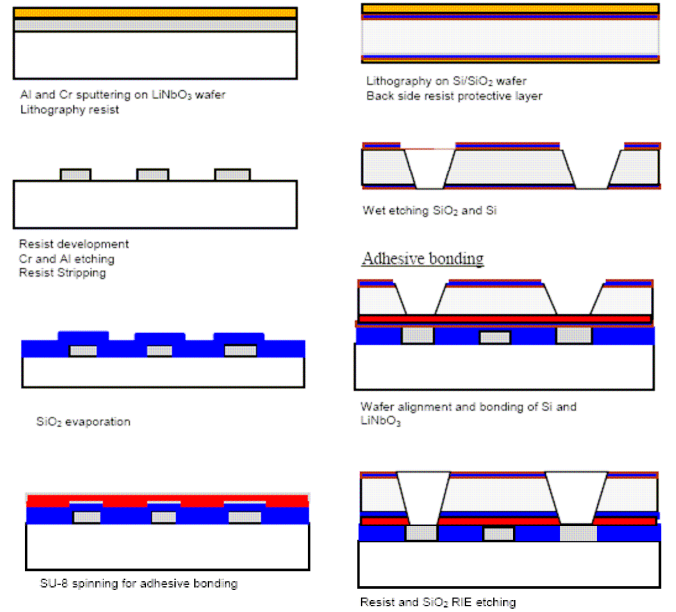 Al and Cr sputtering on LiNbO3 wafer
Lithography resist
Resist development
Cr and Al etching
Resist Stripping
SiO2 evaporation
SU-8 spinning for adhesive bonding
Lithography on Si/SiO2 wafer
Back side resist protective layer
Wet etching SiO2 and Si
Adhesive bonding
Wafer alignment and bonding of Si and
LiNbO3
Resist and SiO2 RIE etching